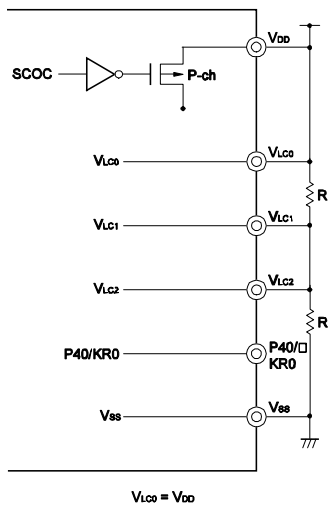 VDD
SCOC
P-ch
VLC0
VLC0
R
VLC1
VLC1
VLC2
VLC2
R
P40/KR0
P40/□
KR0
VSS
VSS
VLC0 = VDD